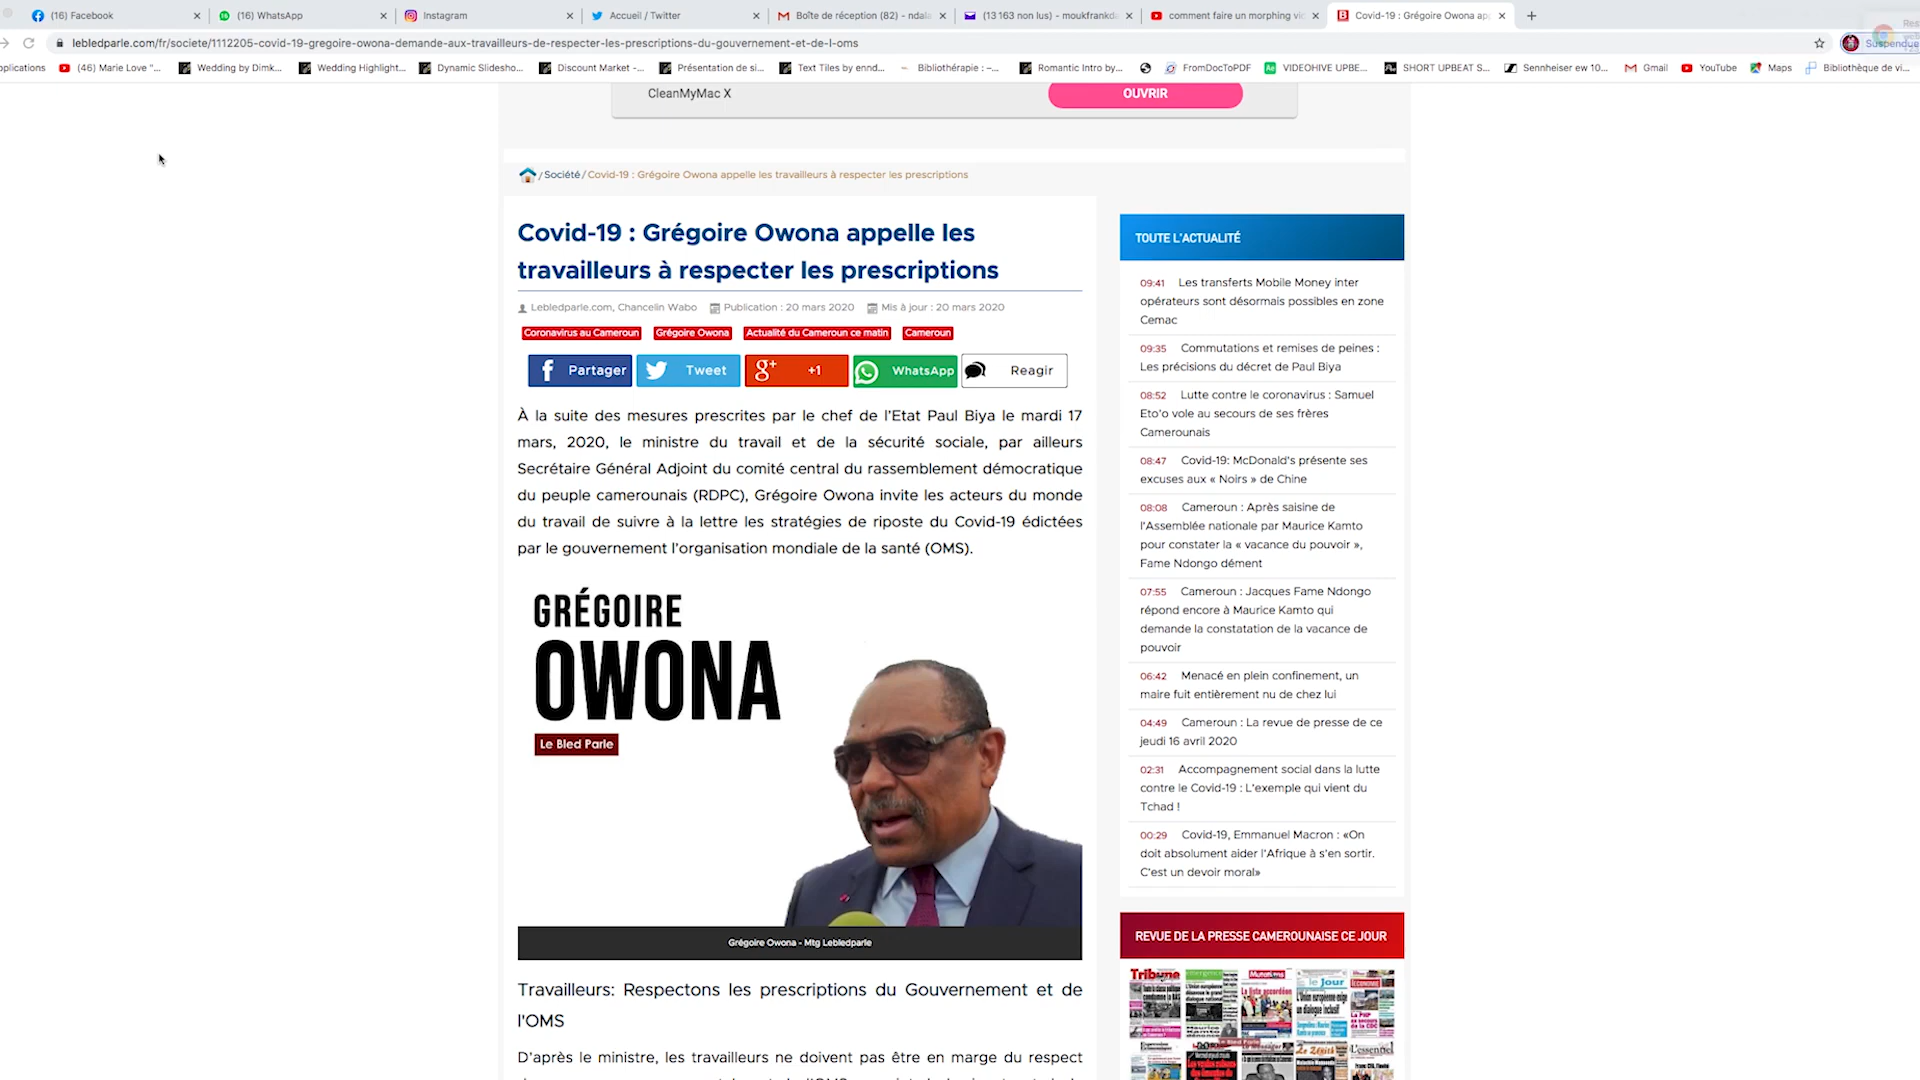 (16) Facebook
(16) WhatsApp
Instagram
Accueil / Twitter
Boîte de réception (82) - ndala
(13 163 non lus) - moukfrankd
comment faire un morphing vi
Covid-19 : Grégoire Owona ap
lebledparle.com/fr/societe/1112205-covid-19-gregoire-owona-demande-aux-travailleurs-de-respecter-les-prescriptions-du-gouvernement-et-de-l-oms
Suspendue
plications
(46) Marie Love "...
Wedding by Dimk...
Wedding Highlight...
Dynamic Slidesho...
Discount Market -...
Présentation de si...
Text Tiles by ennd...
Bibliothérapie : –...
Romantic Intro by...
FromDocToPDF
VIDEOHIVE UPBE...
SHORT UPBEAT S...
Sennheiser ew 10...
Gmail
YouTube
Maps
Bibliothèque de vi...
CleanMyMac X
OUVRIR
/ Société / Covid-19 : Grégoire Owona appelle les travailleurs à respecter les prescriptions
Covid-19 : Grégoire Owona appelle les
travailleurs à respecter les prescriptions
Lebledparle.com, Chancelin Wabo Publication : 20 mars 2020 Mis à jour : 20 mars 2020
Coronavirus au Cameroun Grégoire Owona Actualité du Cameroun ce matin Cameroun
Partager Tweet g+ +1 WhatsApp Reagir
À la suite des mesures prescrites par le chef de l'Etat Paul Biya le mardi 17
mars, 2020, le ministre du travail et de la sécurité sociale, par ailleurs
Secrétaire Général Adjoint du comité central du rassemblement démocratique
du peuple camerounais (RDPC), Grégoire Owona invite les acteurs du monde
du travail de suivre à la lettre les stratégies de riposte du Covid-19 édictées
par le gouvernement l'organisation mondiale de la santé (OMS).
GRÉGOIRE
OWONA
Le Bled Parle
Grégoire Owona - Mtg Lebledparle
Travailleurs: Respectons les prescriptions du Gouvernement et de
l'OMS
D'après le ministre, les travailleurs ne doivent pas être en marge du respect
TOUTE L'ACTUALITÉ
09:41 Les transferts Mobile Money inter
opérateurs sont désormais possibles en zone
Cemac
09:35 Commutations et remises de peines :
Les précisions du décret de Paul Biya
08:52 Lutte contre le coronavirus : Samuel
Eto'o vole au secours de ses frères
Camerounais
08:47 Covid-19: McDonald's présente ses
excuses aux « Noirs » de Chine
08:08 Cameroun : Après saisine de
l'Assemblée nationale par Maurice Kamto
pour constater la « vacance du pouvoir »,
Fame Ndongo dément
07:55 Cameroun : Jacques Fame Ndongo
répond encore à Maurice Kamto qui
demande la constatation de la vacance de
pouvoir
06:42 Menacé en plein confinement, un
maire fuit entièrement nu de chez lui
04:49 Cameroun : La revue de presse de ce
jeudi 16 avril 2020
02:31 Accompagnement social dans la lutte
contre le Covid-19 : L'exemple qui vient du
Tchad !
00:29 Covid-19, Emmanuel Macron : «On
doit absolument aider l'Afrique à s'en sortir.
C'est un devoir moral»
REVUE DE LA PRESSE CAMEROUNAISE CE JOUR
Tribune
Mutations
le Jour
Le Zénith
L'essentiel